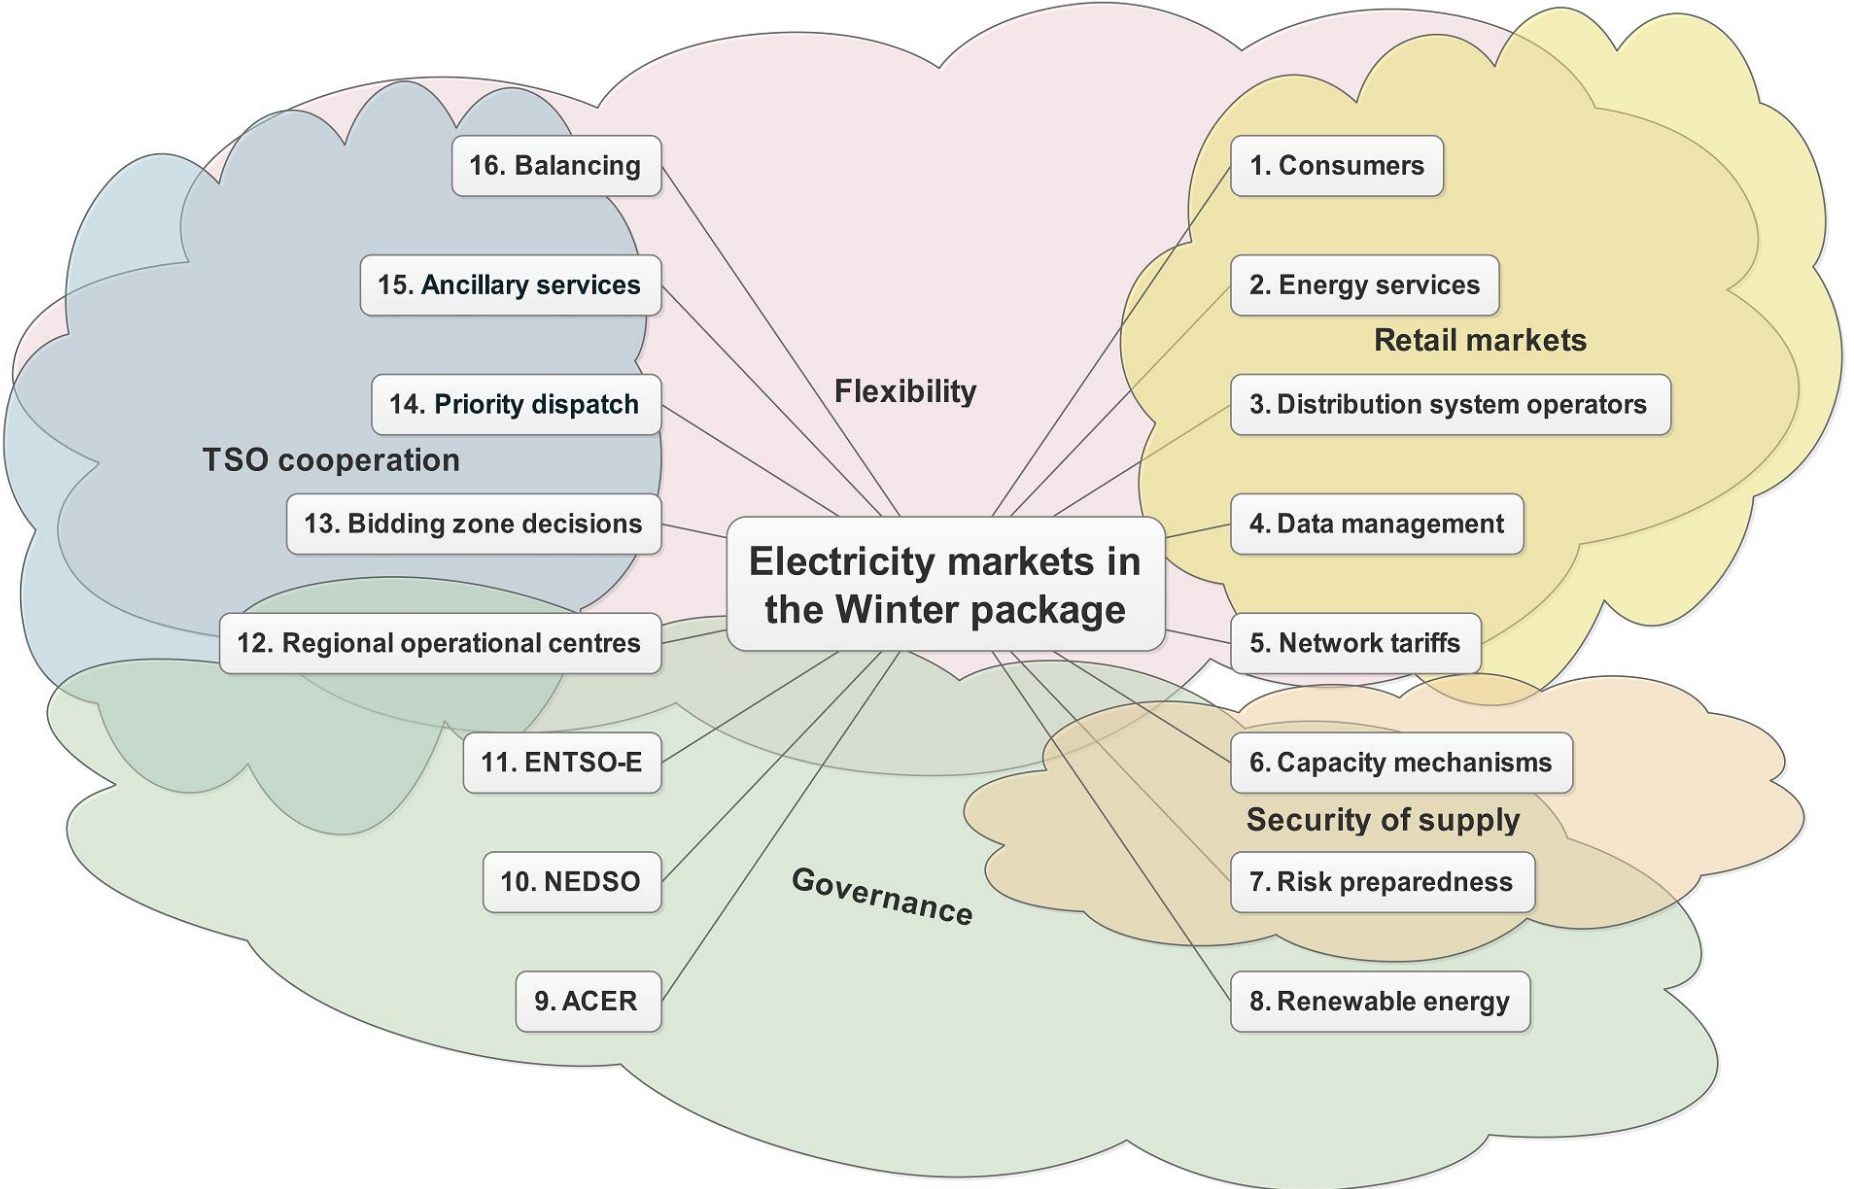 16. Balancing
1. Consumers
15. Ancillary services
2. Energy services
Retail markets
Flexibility
14. Priority dispatch
3. Distribution system operators
TSO cooperation
13. Bidding zone decisions
4. Data management
Electricity markets in
the Winter package
12. Regional operational centres
5. Network tariffs
11. ENTSO-E
6. Capacity mechanisms
Security of supply
10. NEDSO
Governance
7. Risk preparedness
9. ACER
8. Renewable energy